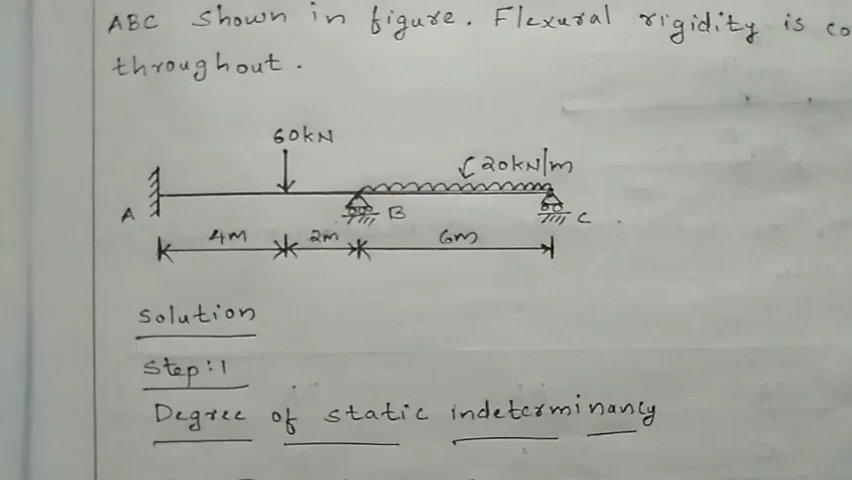 ABC shown in figure. Flexural rigidity is co
throughout.
60kN
20kN/m
A
B
C
4m
2m
6m
Solution
Step:1
Degree of static indeterminancy